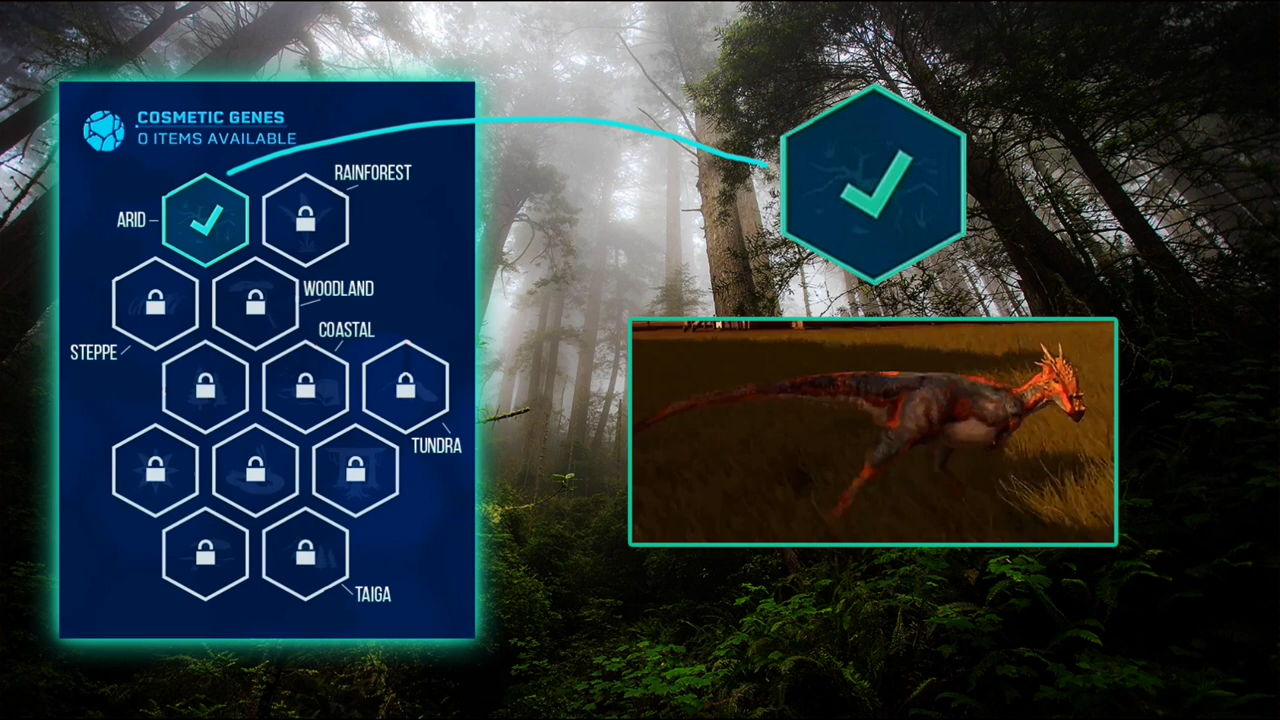 COSMETIC GENES
0 ITEMS AVAILABLE
RAINFOREST
ARID
WOODLAND
COASTAL
STEPPE
TUNDRA
TAIGA